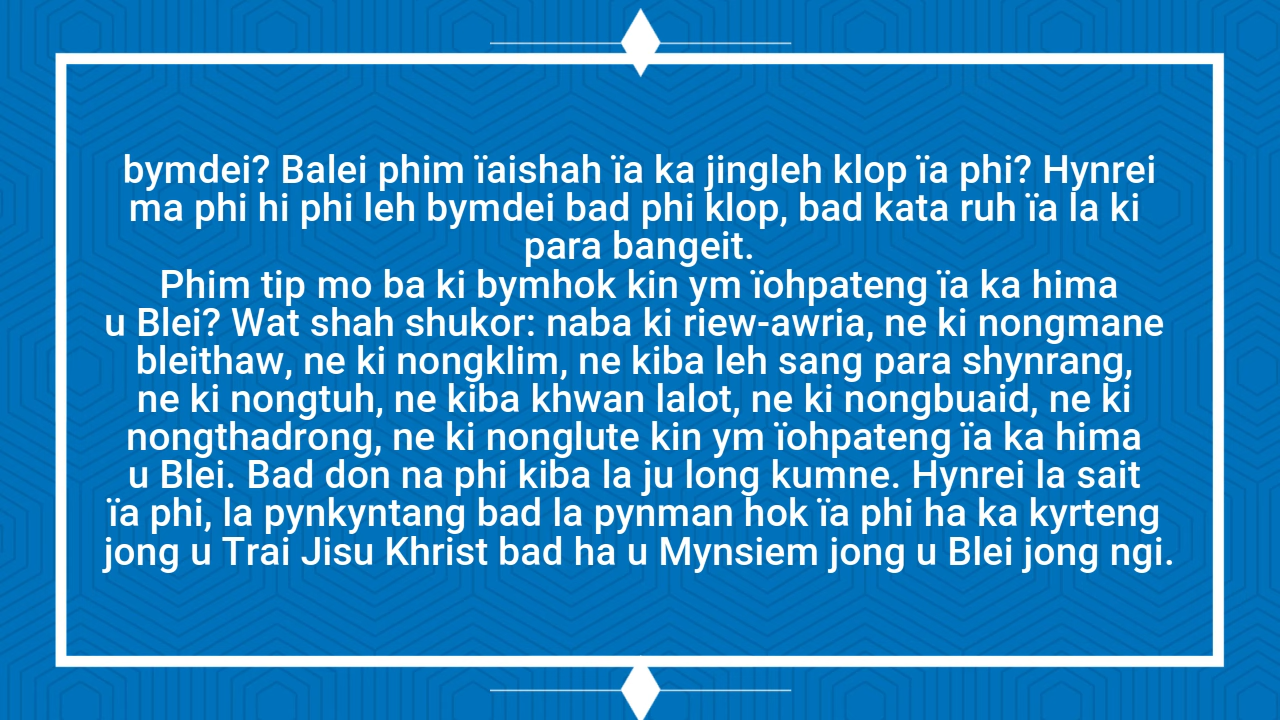 bymdei? Balei phim ïaishah ïa ka jingleh klop ïa phi? Hynrei
ma phi hi phi leh bymdei bad phi klop, bad kata ruh ïa la ki
para bangeit.
Phim tip mo ba ki bymhok kin ym ïohpateng ïa ka hima
u Blei? Wat shah shukor: naba ki riew-awria, ne ki nongmane
bleithaw, ne ki nongklim, ne kiba leh sang para shynrang,
ne ki nongtuh, ne kiba khwan lalot, ne ki nongbuaid, ne ki
nongthadrong, ne ki nonglute kin ym ïohpateng ïa ka hima
u Blei. Bad don na phi kiba la ju long kumne. Hynrei la sait
ïa phi, la pynkyntang bad la pynman hok ïa phi ha ka kyrteng
jong u Trai Jisu Khrist bad ha u Mynsiem jong u Blei jong ngi.